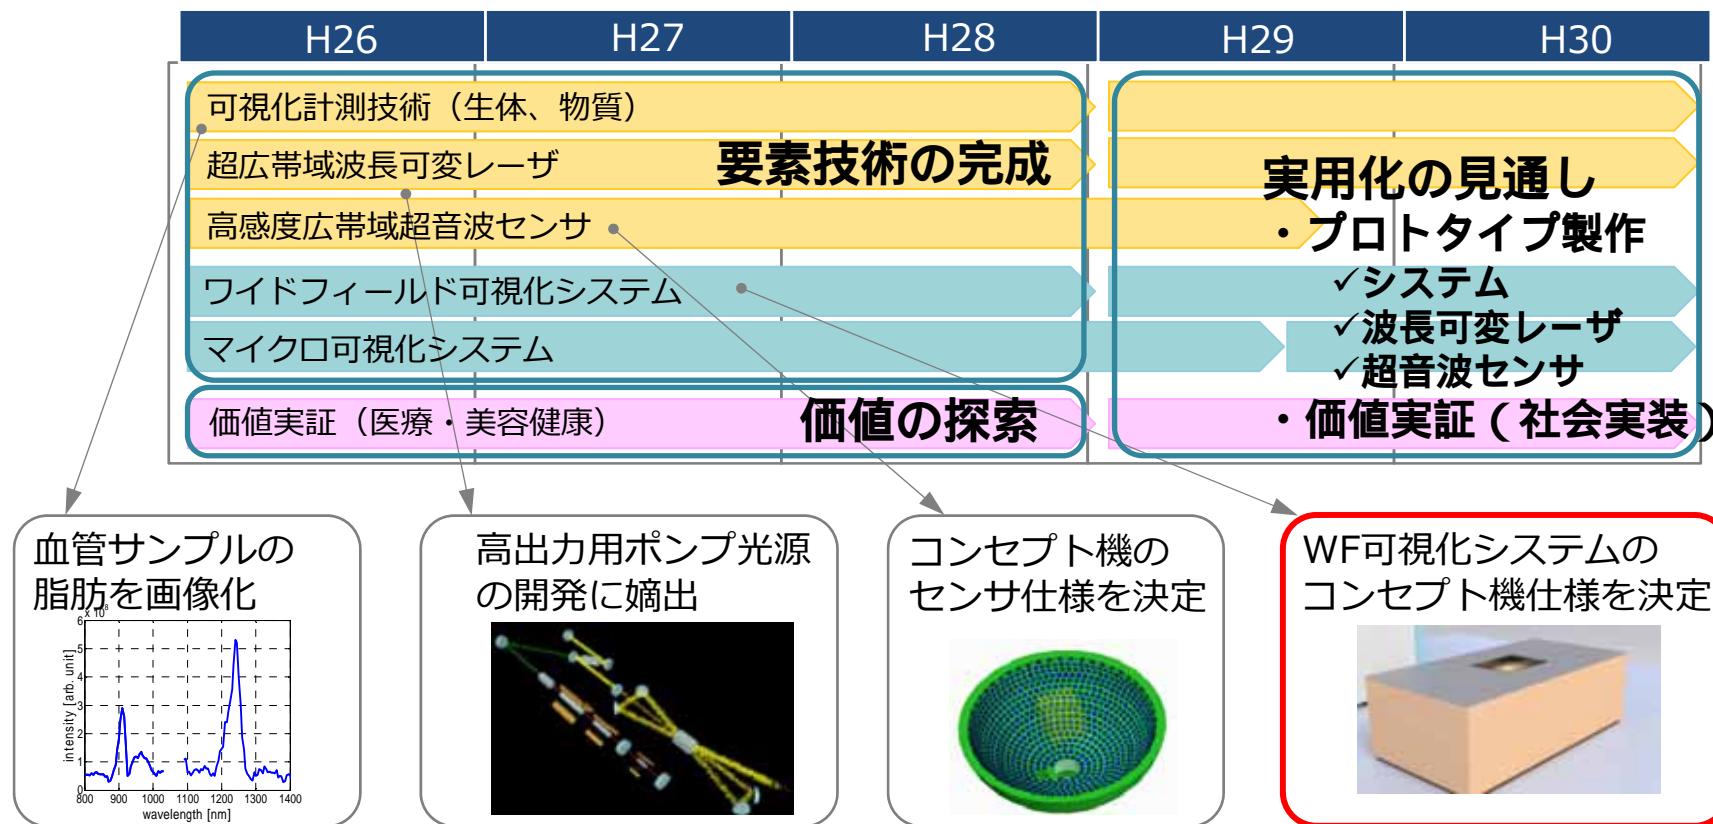 H26 H27 H28 H29 H30
可視化計測技術（生体、物質）
超広帯域波長可変レーザ
要素技術の完成
高感度広帯域超音波センサ
ワイドフィールド可視化システム
マイクロ可視化システム
価値実証（医療・美容健康）
価値の探索
実用化の見通し
・プロトタイプ製作
✓システム
✓波長可変レーザ
✓超音波センサ
・価値実証（社会実装）
血管サンプルの
脂肪を画像化
x 10^8
6
5
4
3
2
1
0
intensity [arb. unit]
800 900 1000 1100 1200 1300 1400
wavelength [nm]
高出力用ポンプ光源
の開発に嫡出
コンセプト機の
センサ仕様を決定
WF可視化システムの
コンセプト機仕様を決定